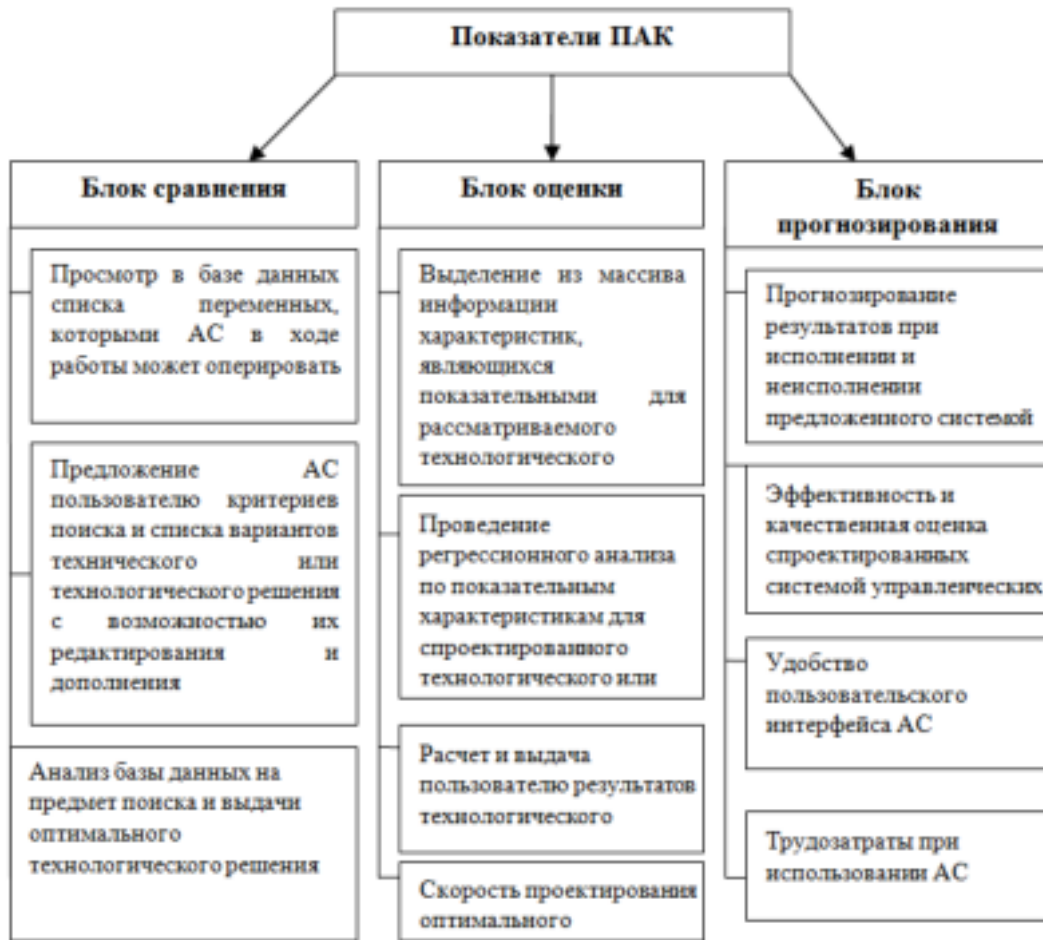 Показатели ПАК
Блок сравнения
Просмотр в базе данных
списка переменных,
которыми АС в ходе
работы может оперировать
Предложение АС
пользователю критериев
поиска и списка вариантов
технического или
технологического решения
с возможностью их
редактирования и
дополнения
Анализ базы данных на
предмет поиска и выдачи
оптимального
технологического решения
Блок оценки
Выделение из массива
информации
характеристик,
являющихся
показательными для
рассматриваемого
технологического
Проведение
регрессионного анализа
по показательным
характеристикам для
спроектированного
технологического или
Расчет и выдача
пользователю результатов
технологического
Скорость проектирования
оптимального
Блок
прогнозирования
Прогнозирование
результатов при
исполнении и
неисполнении
предложенного системой
Эффективность и
качественная оценка
спроектированных
системой управленческих
Удобство
пользовательского
интерфейса АС
Трудозатраты при
использовании АС